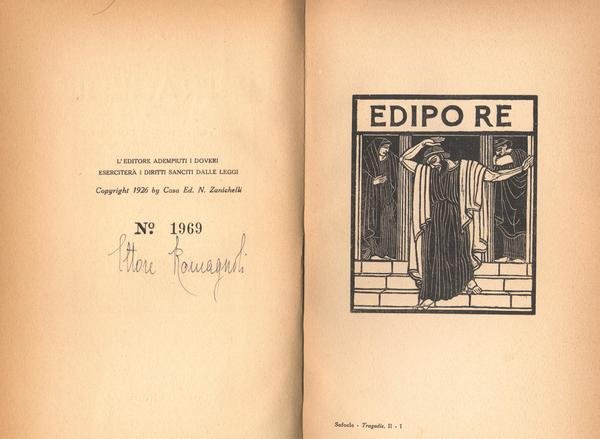 L'EDITORE ADEMPIUTI I DOVERI
ESERCITERÀ I DIRITTI SANCITI DALLE LEGGI
Copyright 1926 by Casa Ed. N. Zanichelli
Nº 1969
Ettore Romagnoli
EDIPO RE
Sofocle - Tragedie, II - 1